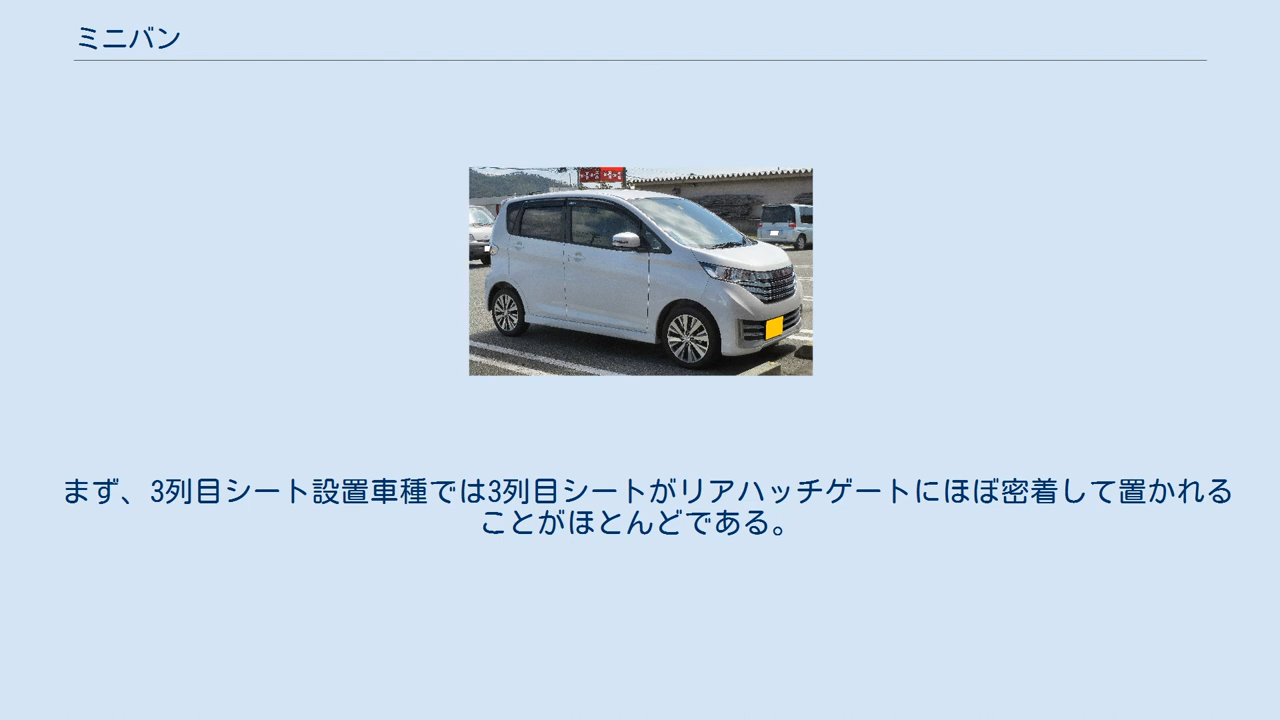 ミニバン
まず、3列目シート設置車種では3列目シートがリアハッチゲートにほぼ密着して置かれる
ことがほとんどである。